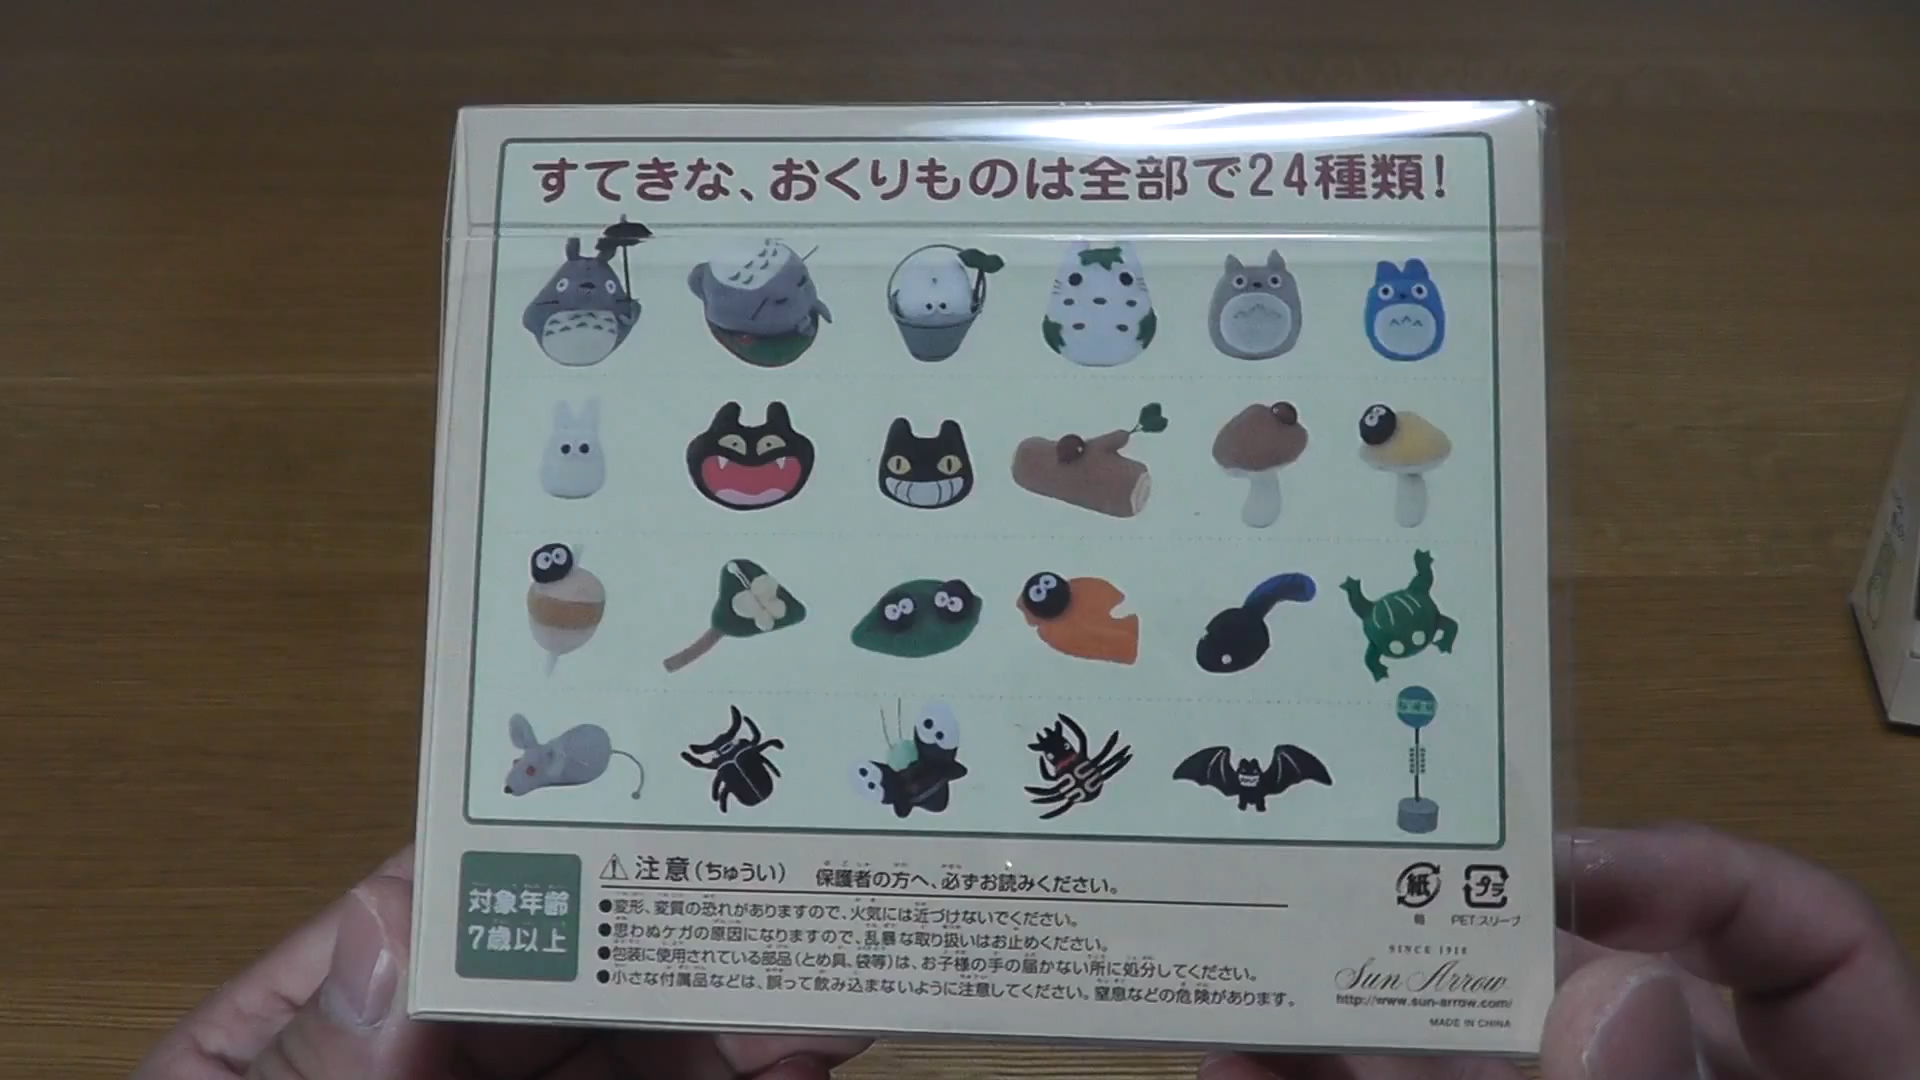 すてきな、おくりものは全部で24種類!
対象年齢
7歳以上
注意(ちゅうい) 保護者の方へ、必ずお読みください。
●変形、変質の恐れがありますので、火気には近づけないでください。
●思わぬケガの原因になりますので、乱暴な取り扱いはお止めください。
●包装に使用されている部品(とめ具、袋等)は、お子様の手の届かない所に処分してください。
●小さな付属品などは、誤って飲み込まないように注意してください。窒息などの危険があります。
紙 プラ
箱 PET:スリーブ
SINCE 1918
Sun Arrow
http://www.sun-arrow.com/
MADE IN CHINA